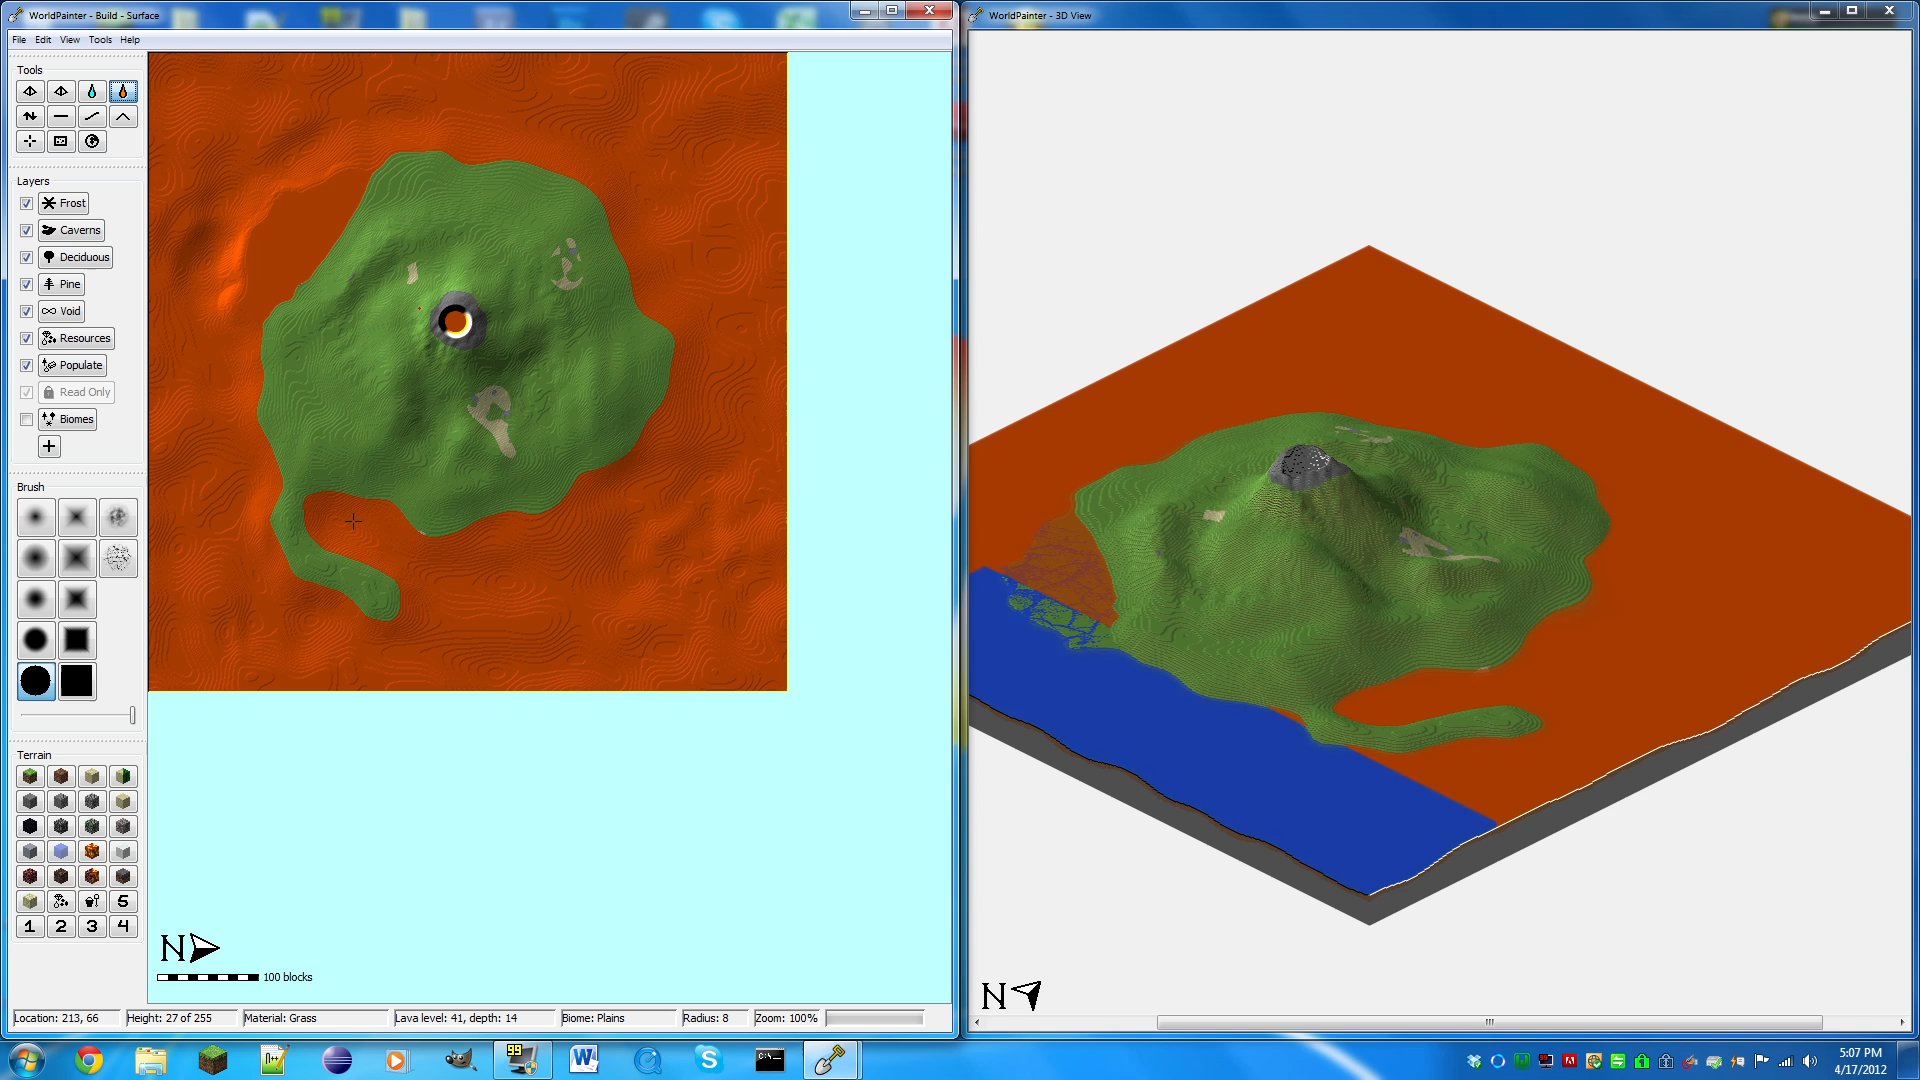 WorldPainter - Build - Surface
File Edit View Tools Help
Tools
Layers
Frost
Caverns
Deciduous
Pine
Void
Resources
Populate
Read Only
Biomes
Brush
Terrain
5
1 2 3 4
N
100 blocks
Location: 213, 66 Height: 27 of 255 Material: Grass Lava level: 41, depth: 14 Biome: Plains Radius: 8 Zoom: 100%
WorldPainter - 3D View
N
99
5:07 PM
4/17/2012